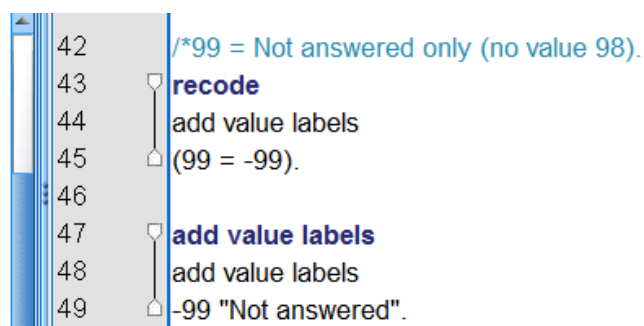 42 /*99 = Not answered only (no value 98).
43 recode
44 add value labels
45 (99 = -99).
46
47 add value labels
48 add value labels
49 -99 "Not answered".